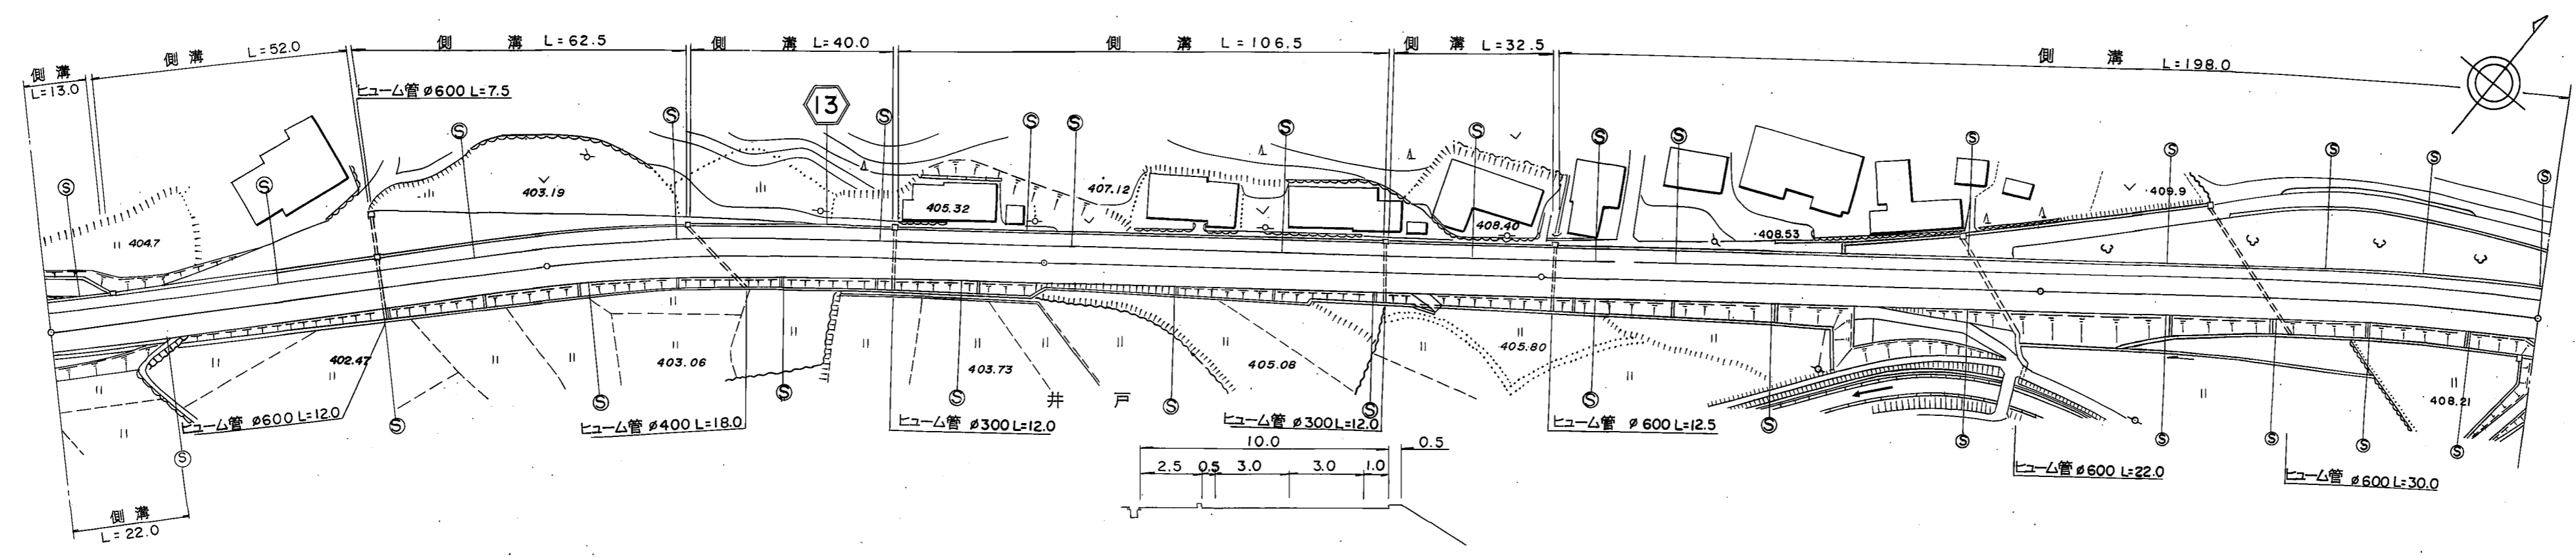 側溝 L=13.0
側溝 L=52.0
側溝 L=62.5
側溝 L=40.0
側溝 L=106.5
側溝 L=32.5
側溝 L=198.0
ヒューム管 φ600 L=7.5
13
S S S S S S S S S S S S S S S S
404.7
403.19
405.32
407.12
408.40
408.53
409.9
402.47
403.06
403.73
405.08
405.80
408.21
井戸
S S S S S S S S S S S S S
ヒューム管 φ600 L=12.0
ヒューム管 φ400 L=18.0
ヒューム管 φ300 L=12.0
ヒューム管 φ300 L=12.0
ヒューム管 φ600 L=12.5
ヒューム管 φ600 L=22.0
ヒューム管 φ600 L=30.0
側溝
L=22.0
10.0 0.5
2.5 0.5 3.0 3.0 1.0